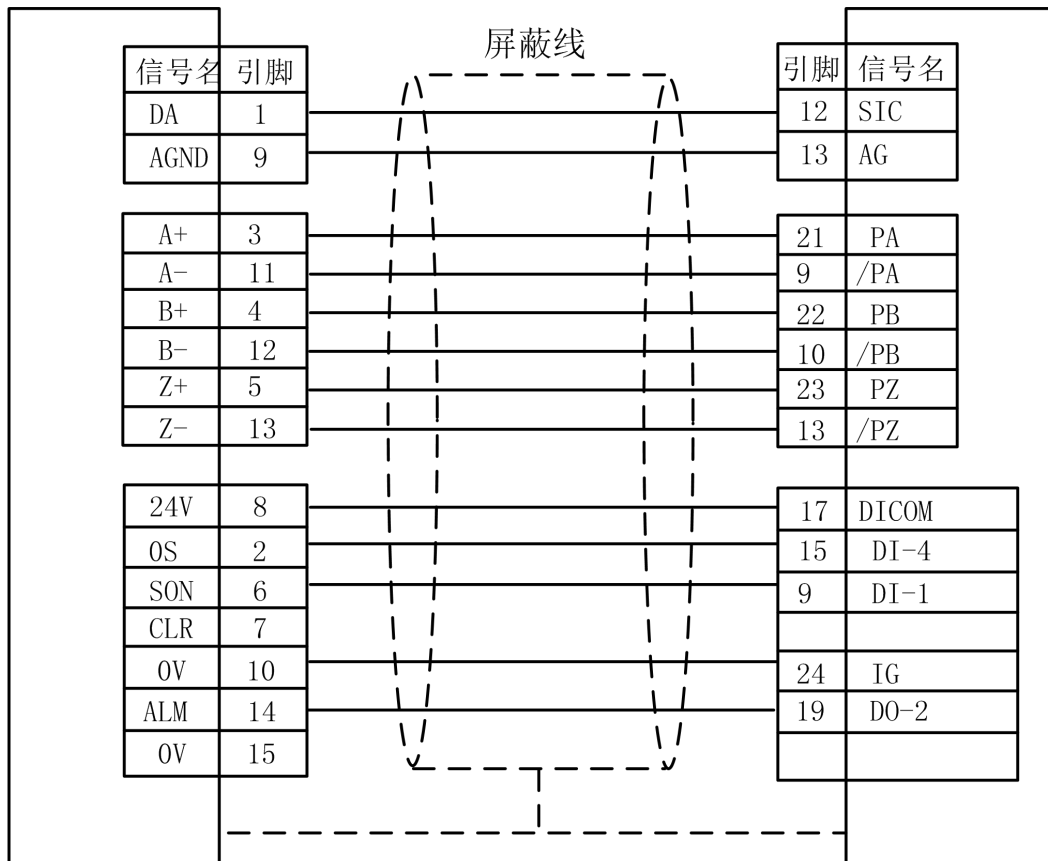 屏蔽线
信号名 引脚
DA 1
AGND 9
A+ 3
A- 11
B+ 4
B- 12
Z+ 5
Z- 13
24V 8
OS 2
SON 6
CLR 7
0V 10
ALM 14
0V 15
引脚 信号名
12 SIC
13 AG
21 PA
9 /PA
22 PB
10 /PB
23 PZ
13 /PZ
17 DICOM
15 DI-4
9 DI-1
24 IG
19 DO-2